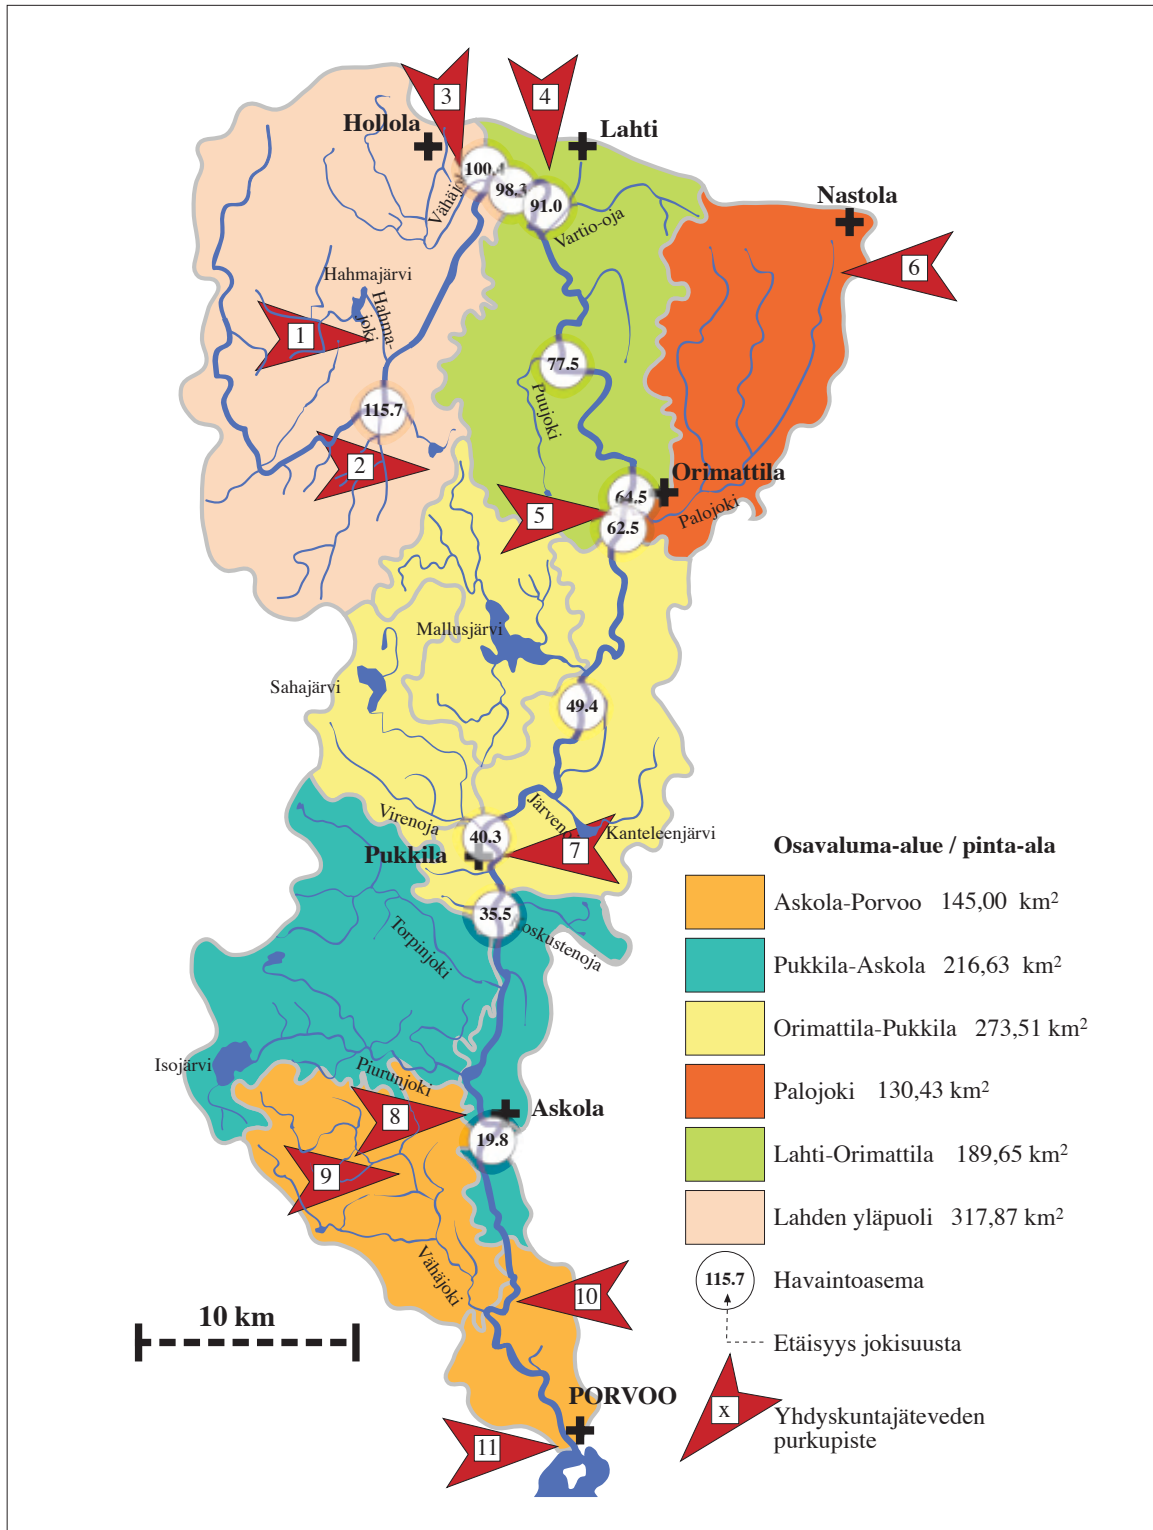 3
4
Hollola
Lahti
100.4
98.3
91.0
Vähäjoki
Vartio-oja
Nastola
6
Hahmajärvi
Hahma-
joki
1
77.5
Puujoki
115.7
2
Orimattila
64.5
5
62.5
Palojoki
Mallusjärvi
Sahajärvi
49.4
Virenoja
Järvenoja
Kanteleenjärvi
40.3
Pukkila
7
35.5
Koskustenoja
Torpinjoki
Isojärvi
Piurunjoki
8
Askola
19.8
9
Vähäjoki
10
10 km
PORVOO
11
Osavaluma-alue / pinta-ala
Askola-Porvoo 145,00 km²
Pukkila-Askola 216,63 km²
Orimattila-Pukkila 273,51 km²
Palojoki 130,43 km²
Lahti-Orimattila 189,65 km²
Lahden yläpuoli 317,87 km²
115.7
Havaintoasema
Etäisyys jokisuusta
x
Yhdyskuntajäteveden
purkupiste